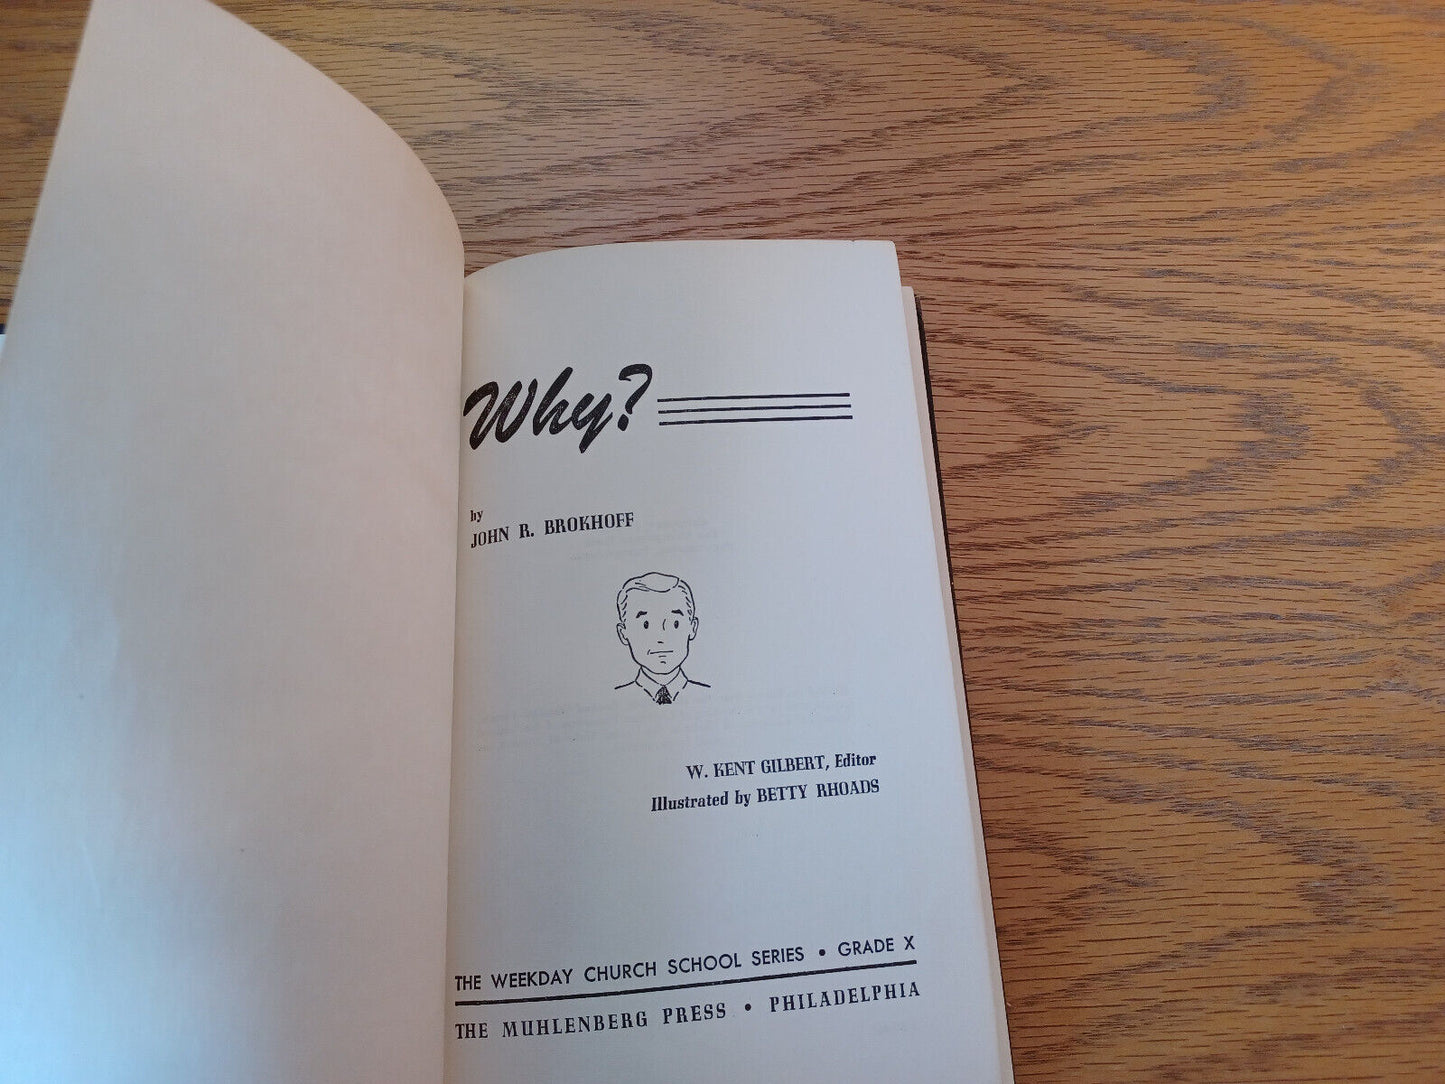 Why?
by
JOHN R. BROKHOFF
W. KENT GILBERT, Editor
Illustrated by BETTY RHOADS
THE WEEKDAY CHURCH SCHOOL SERIES • GRADE X
THE MUHLENBERG PRESS • PHILADELPHIA